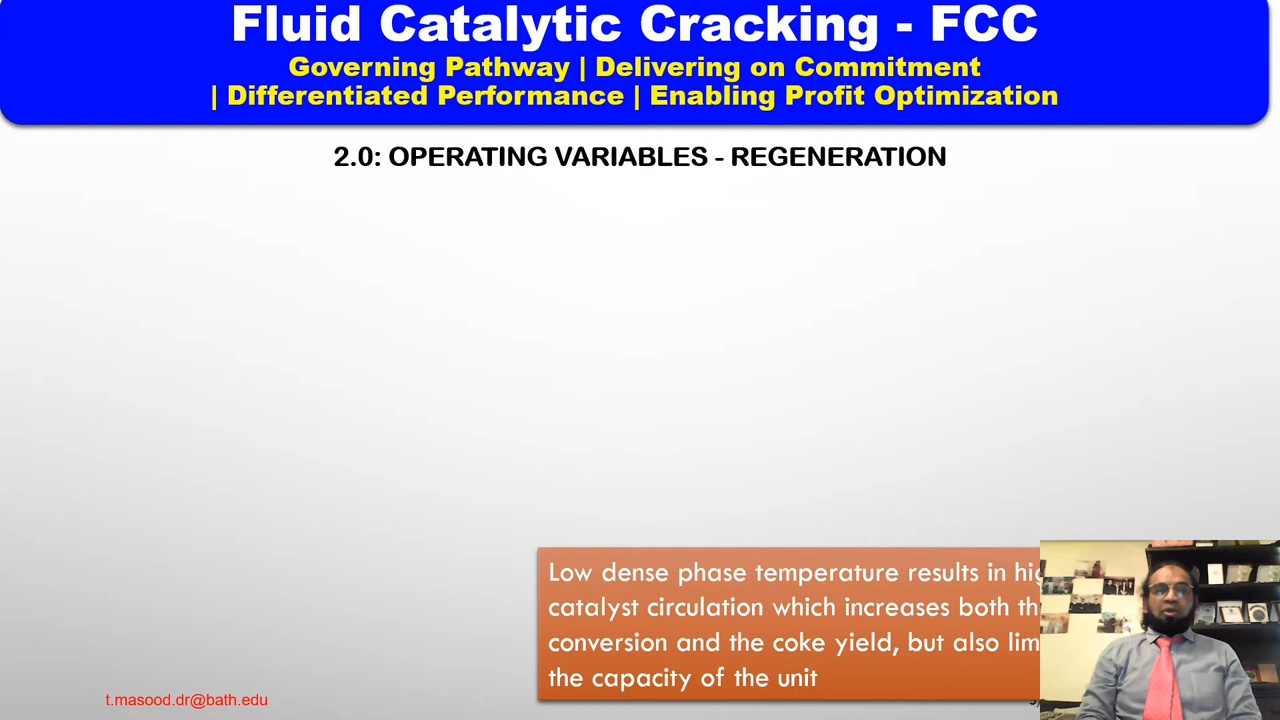 Fluid Catalytic Cracking - FCC
Governing Pathway | Delivering on Commitment
| Differentiated Performance | Enabling Profit Optimization
2.0: OPERATING VARIABLES - REGENERATION
Low dense phase temperature results in
catalyst circulation which increases both
conversion and the coke yield, but also
the capacity of the unit
t.masood.dr@bath.edu